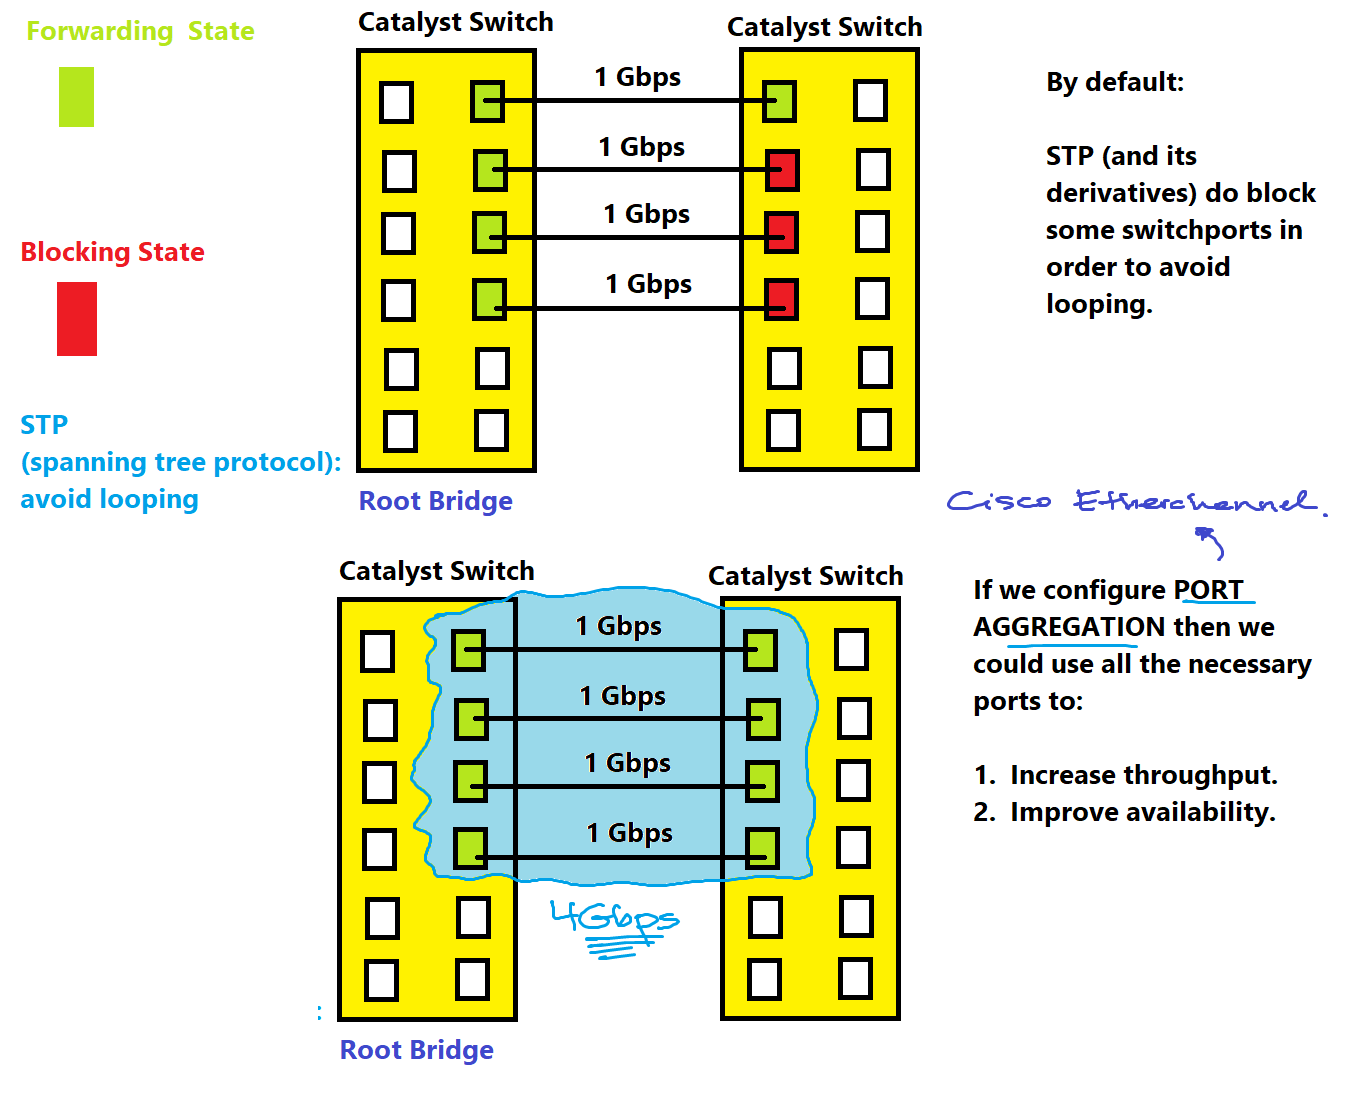 Forwarding State
Catalyst Switch
Catalyst Switch
1 Gbps
1 Gbps
1 Gbps
1 Gbps
By default:
STP (and its
derivatives) do block
some switchports in
order to avoid
looping.
Blocking State
STP
(spanning tree protocol):
avoid looping
Root Bridge
Cisco Etherchannel.
Catalyst Switch
Catalyst Switch
1 Gbps
1 Gbps
1 Gbps
1 Gbps
4Gbps
If we configure PORT
AGGREGATION then we
could use all the necessary
ports to:
1. Increase throughput.
2. Improve availability.
:
Root Bridge